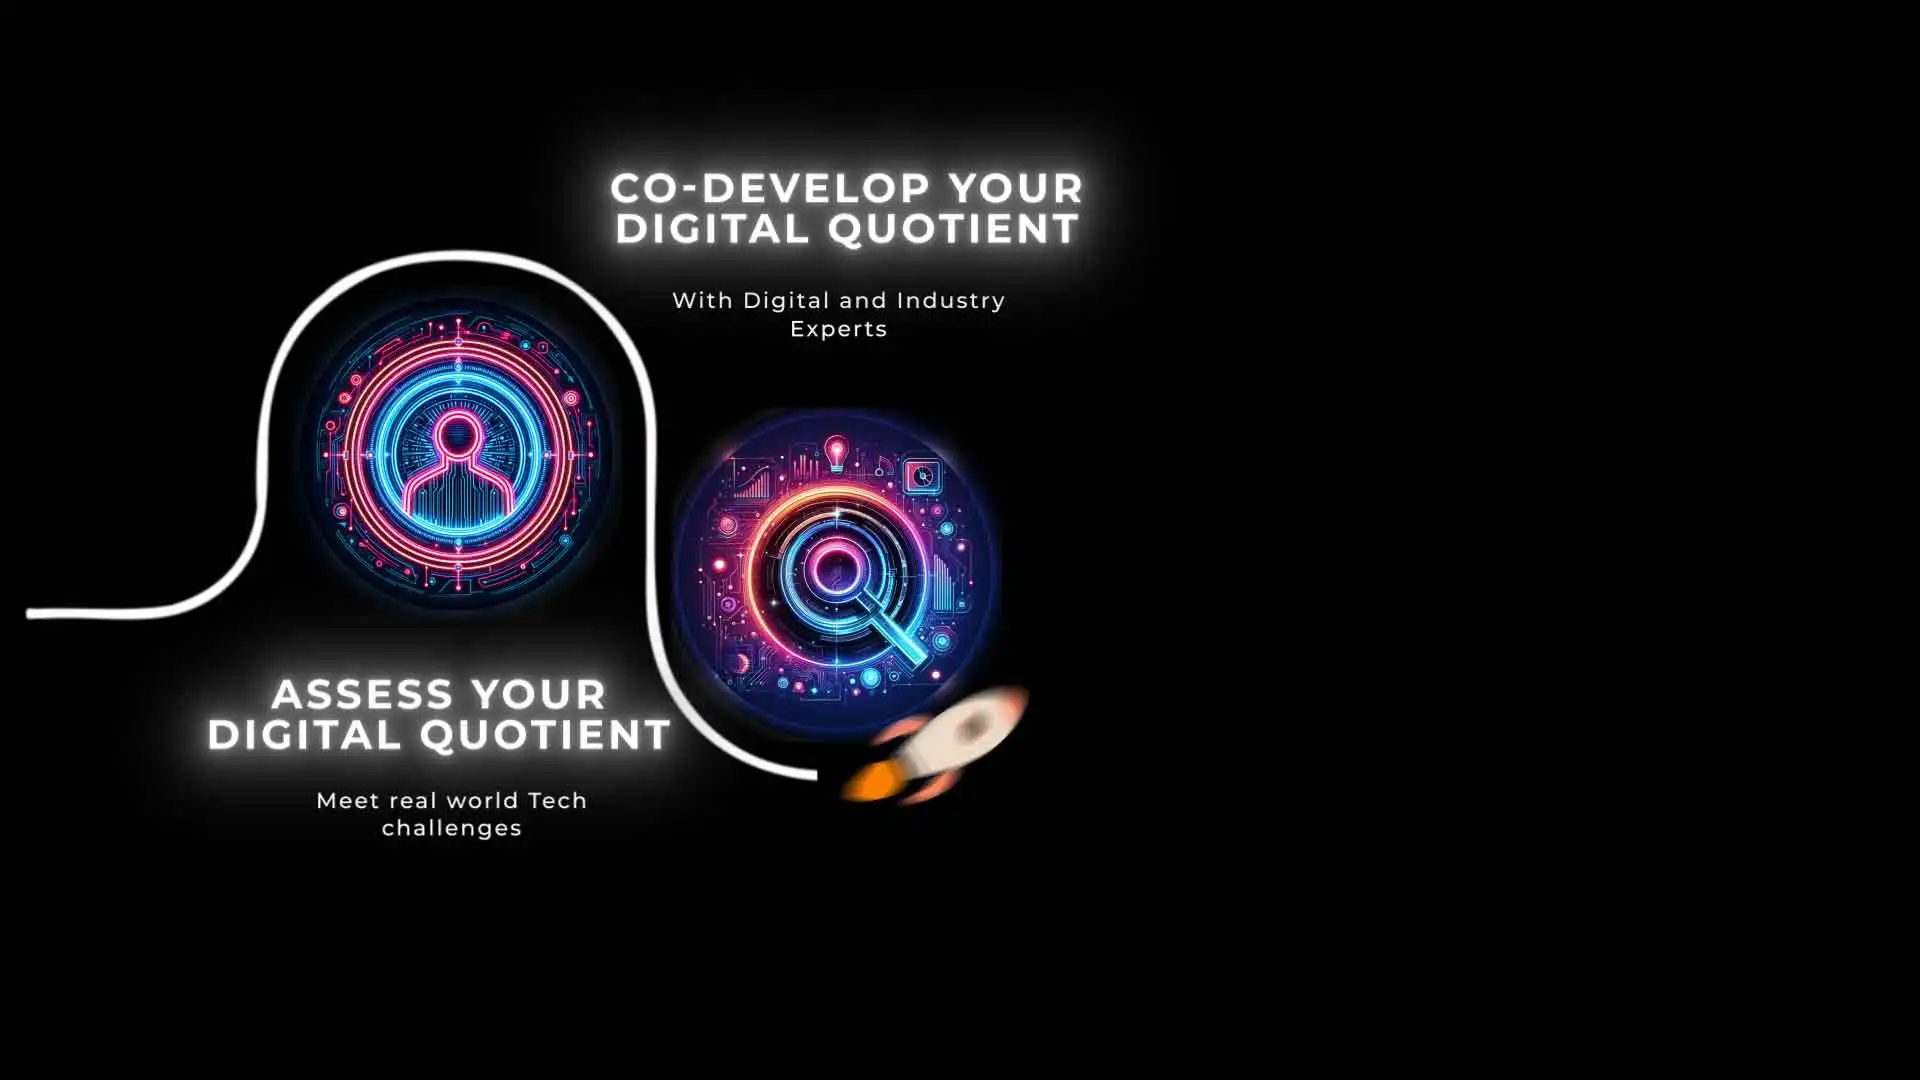 CO-DEVELOP YOUR
DIGITAL QUOTIENT
With Digital and Industry
Experts
ASSESS YOUR
DIGITAL QUOTIENT
Meet real world Tech
challenges